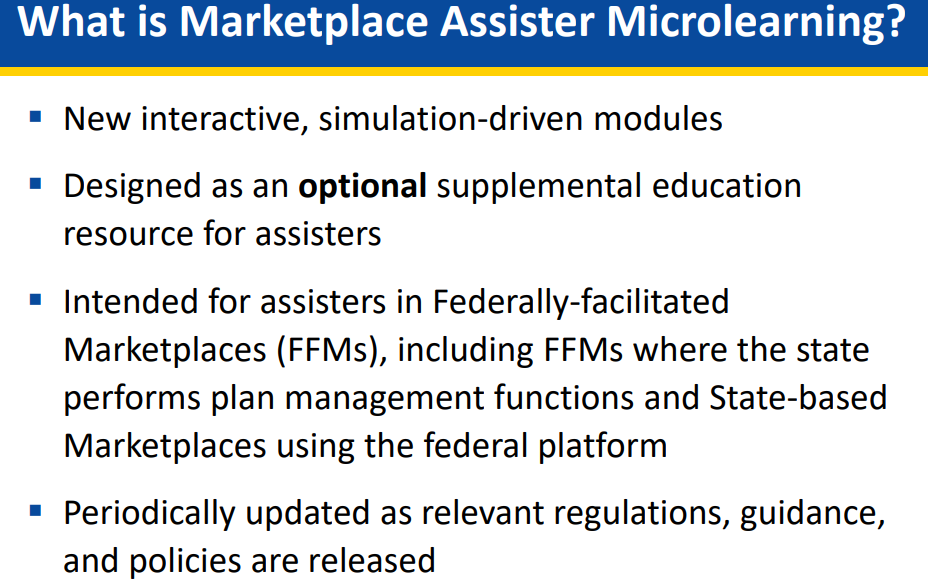 What is Marketplace Assister Microlearning?
▪ New interactive, simulation-driven modules
▪ Designed as an optional supplemental education
resource for assisters
▪ Intended for assisters in Federally-facilitated
Marketplaces (FFMs), including FFMs where the state
performs plan management functions and State-based
Marketplaces using the federal platform
▪ Periodically updated as relevant regulations, guidance,
and policies are released